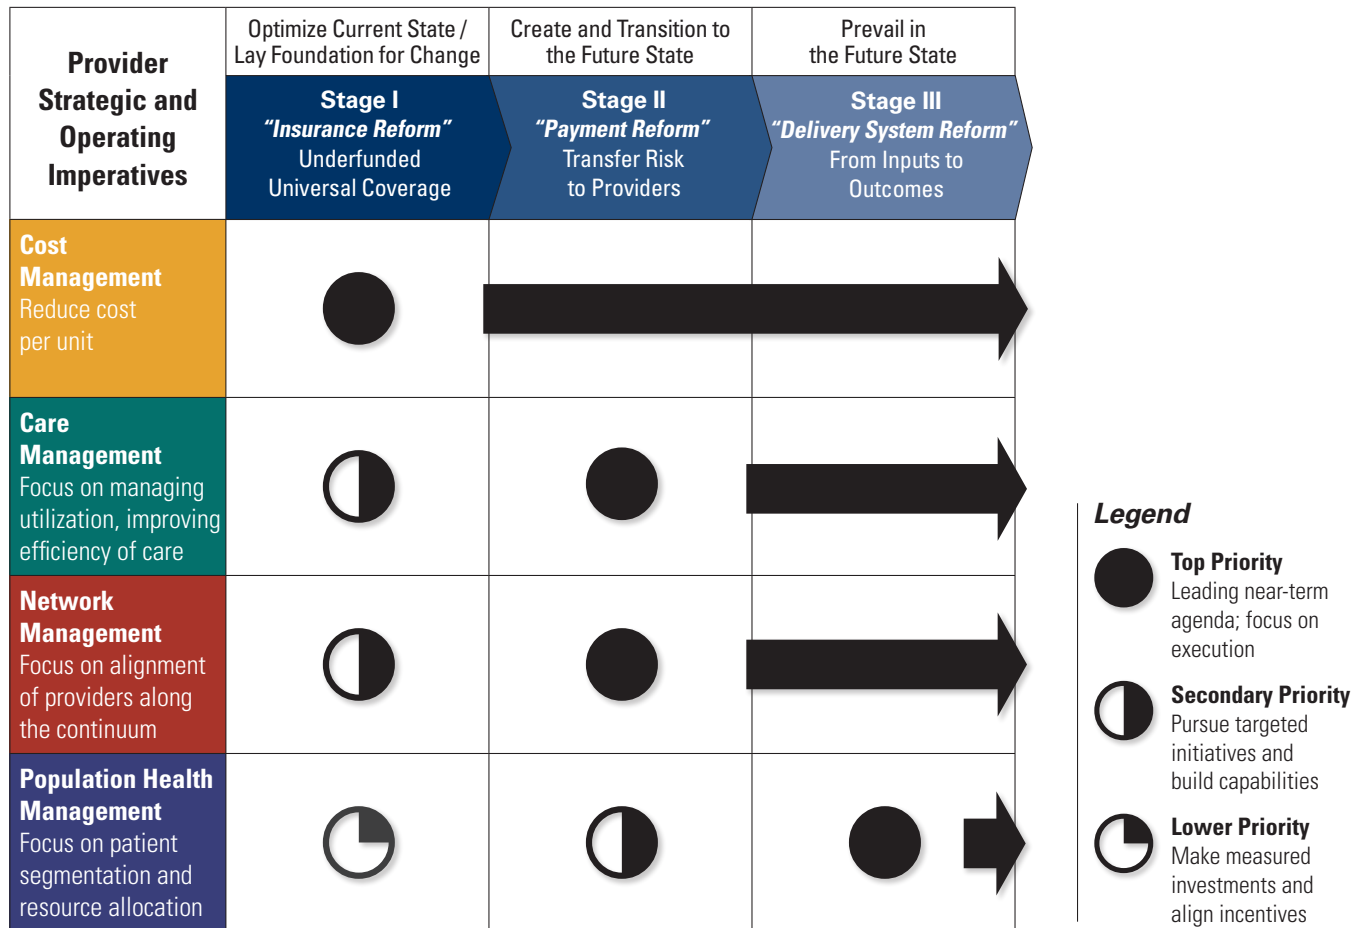 Provider
Strategic and
Operating
Imperatives
Optimize Current State /
Lay Foundation for Change
Create and Transition to
the Future State
Prevail in
the Future State
Stage I
"Insurance Reform"
Underfunded
Universal Coverage
Stage II
"Payment Reform"
Transfer Risk
to Providers
Stage III
"Delivery System Reform"
From Inputs to
Outcomes
Cost
Management
Reduce cost
per unit
Care
Management
Focus on managing
utilization, improving
efficiency of care
Network
Management
Focus on alignment
of providers along
the continuum
Population Health
Management
Focus on patient
segmentation and
resource allocation
Legend
Top Priority
Leading near-term
agenda; focus on
execution
Secondary Priority
Pursue targeted
initiatives and
build capabilities
Lower Priority
Make measured
investments and
align incentives